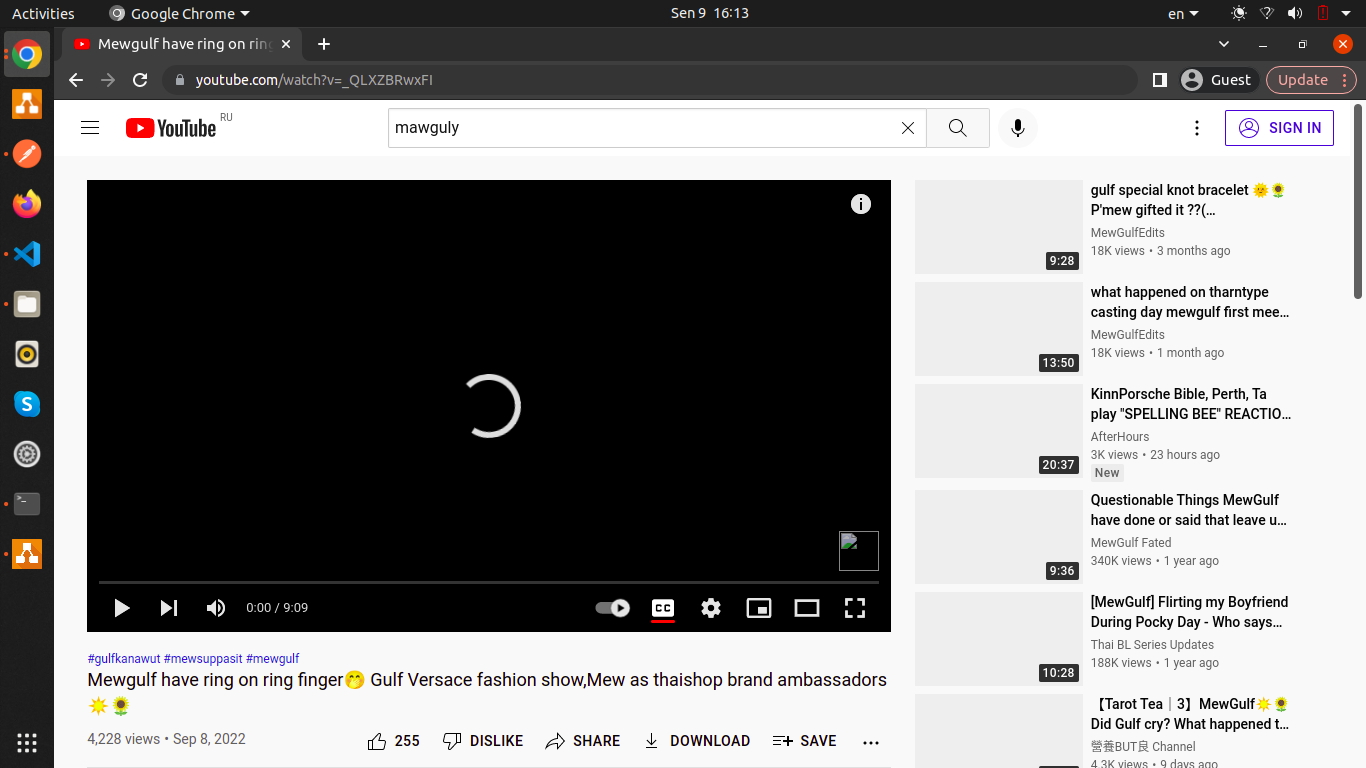 Activities
Google Chrome
Sen 9 16:13
en
Mewgulf have ring on ring
youtube.com/watch?v=_QLXZBRwxFI
Guest
Update
YouTube
RU
mawguly
SIGN IN
0:00 / 9:09
CC
#gulfkanawut #mewsuppasit #mewgulf
Mewgulf have ring on ring finger🤭 Gulf Versace fashion show,Mew as thaishop brand ambassadors
☀️🌻
4,228 views • Sep 8, 2022
255
DISLIKE
SHARE
DOWNLOAD
SAVE
9:28
gulf special knot bracelet 🌞🌻
P'mew gifted it ??(…
MewGulfEdits
18K views • 3 months ago
13:50
what happened on tharntype
casting day mewgulf first mee…
MewGulfEdits
18K views • 1 month ago
20:37
KinnPorsche Bible, Perth, Ta
play "SPELLING BEE" REACTIO…
AfterHours
3K views • 23 hours ago
New
9:36
Questionable Things MewGulf
have done or said that leave u…
MewGulf Fated
340K views • 1 year ago
10:28
[MewGulf] Flirting my Boyfriend
During Pocky Day - Who says…
Thai BL Series Updates
188K views • 1 year ago
【Tarot Tea｜3】MewGulf☀️🌻
Did Gulf cry? What happened t…
營養BUT良 Channel
4.3K views • 9 days ago